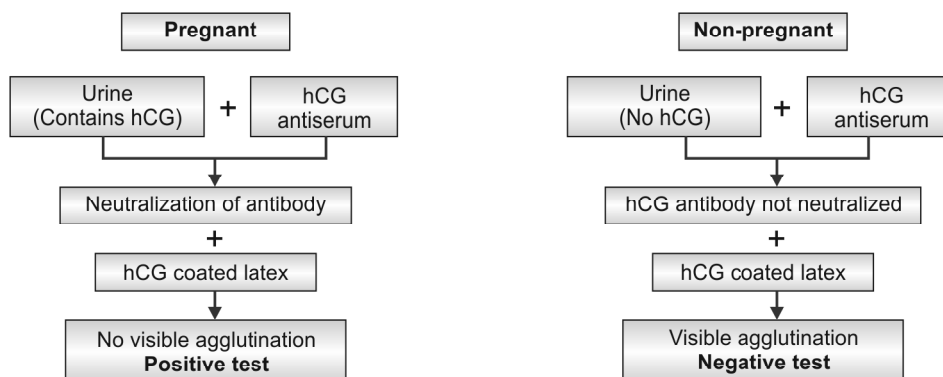 Pregnant
Urine
(Contains hCG)
+
hCG
antiserum
Neutralization of antibody
+
hCG coated latex
No visible agglutination
Positive test
Non-pregnant
Urine
(No hCG)
+
hCG
antiserum
hCG antibody not neutralized
+
hCG coated latex
Visible agglutination
Negative test